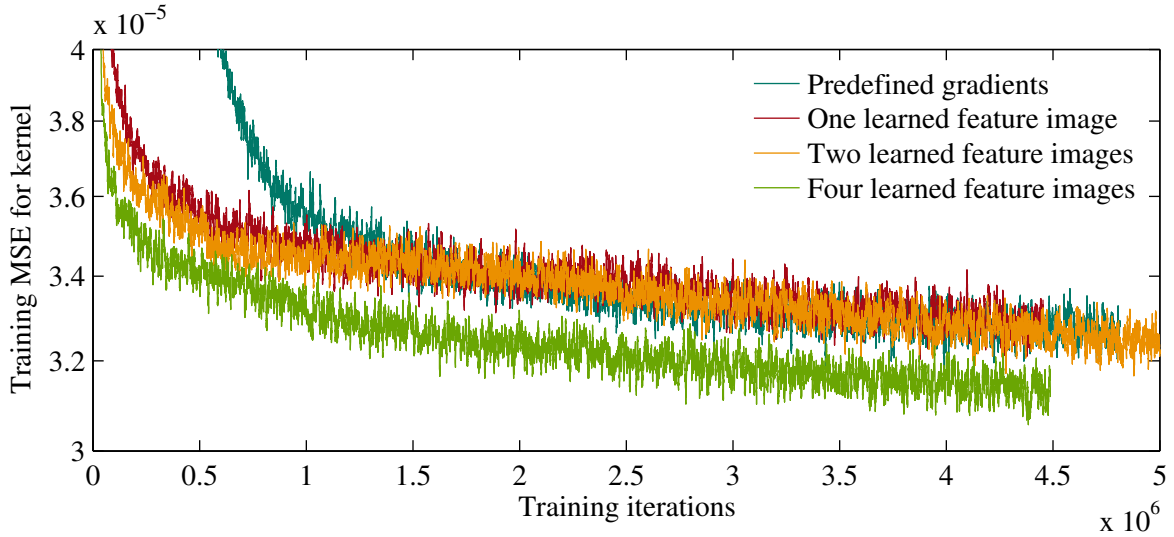 x 10⁻⁵
4
3.8
3.6
3.4
3.2
3
Training MSE for kernel
Predefined gradients
One learned feature image
Two learned feature images
Four learned feature images
0 0.5 1 1.5 2 2.5 3 3.5 4 4.5 5
Training iterations
x 10⁶